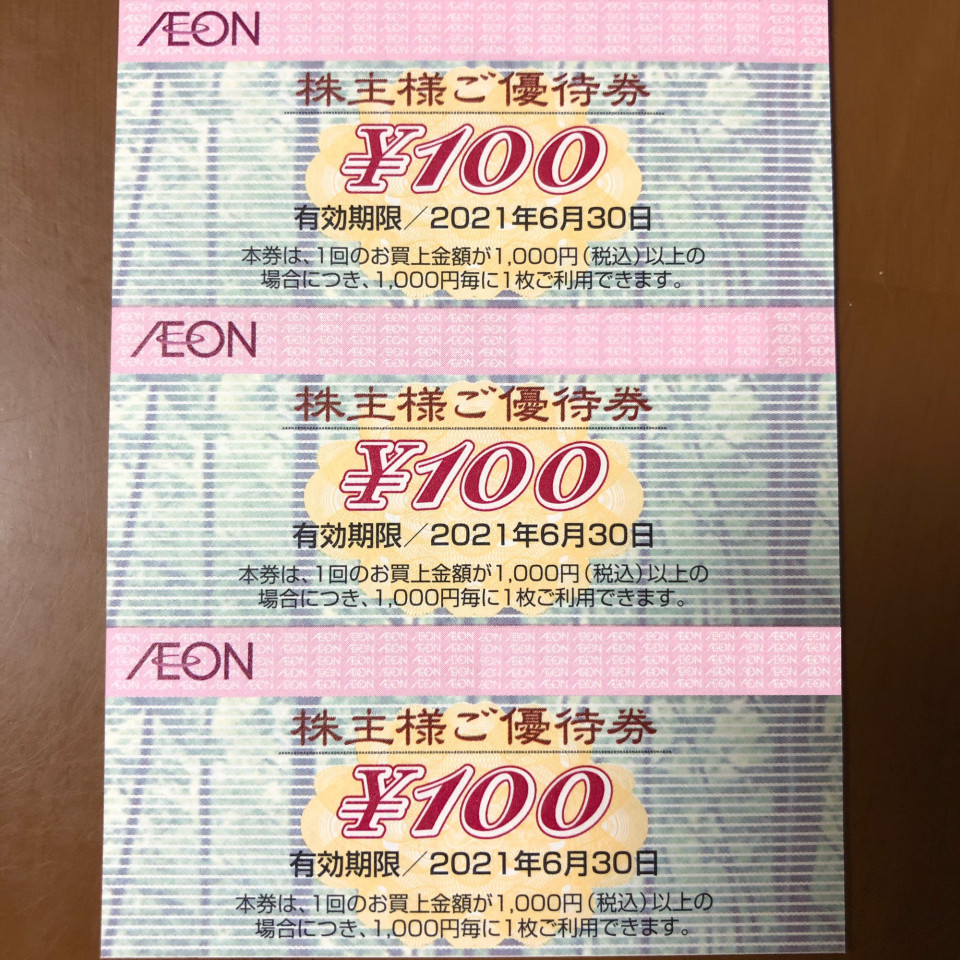 ÆON
株主様ご優待券
¥100
有効期限／2021年6月30日
本券は、1回のお買上金額が1,000円（税込）以上の
場合につき、1,000円毎に1枚ご利用できます。
ÆON
株主様ご優待券
¥100
有効期限／2021年6月30日
本券は、1回のお買上金額が1,000円（税込）以上の
場合につき、1,000円毎に1枚ご利用できます。
ÆON
株主様ご優待券
¥100
有効期限／2021年6月30日
本券は、1回のお買上金額が1,000円（税込）以上の
場合につき、1,000円毎に1枚ご利用できます。